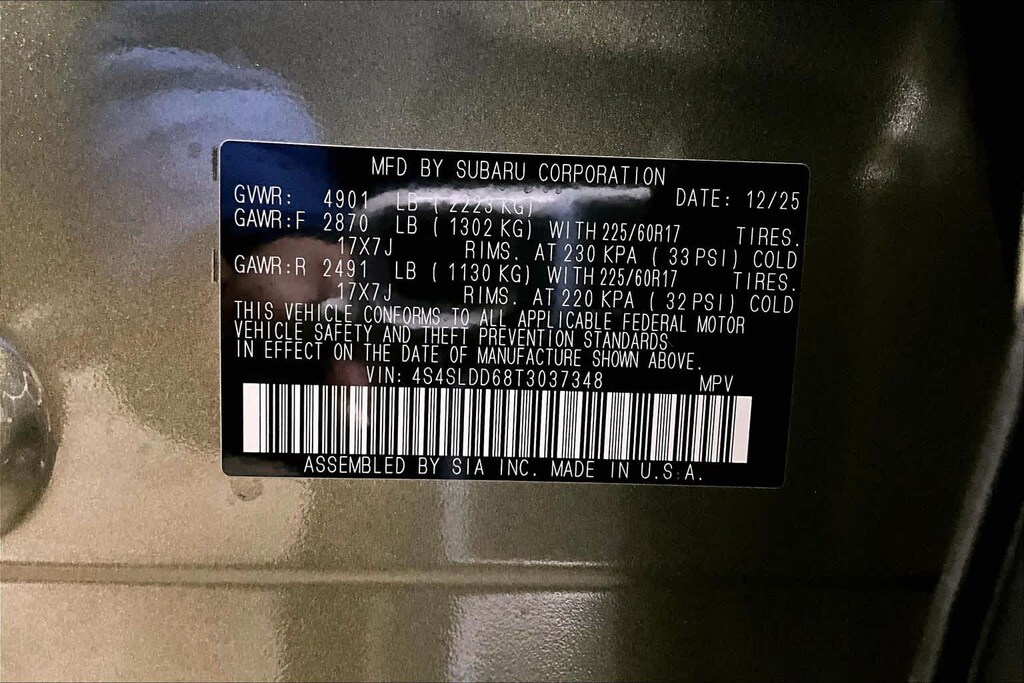 MFD BY SUBARU CORPORATION
GVWR: 4901 LB ( 2223 KG) DATE: 12/25
GAWR:F 2870 LB ( 1302 KG) WITH 225/60R17 TIRES.
17X7J RIMS. AT 230 KPA ( 33 PSI) COLD
GAWR:R 2491 LB ( 1130 KG) WITH 225/60R17 TIRES.
17X7J RIMS. AT 220 KPA ( 32 PSI) COLD
THIS VEHICLE CONFORMS TO ALL APPLICABLE FEDERAL MOTOR
VEHICLE SAFETY AND THEFT PREVENTION STANDARDS
IN EFFECT ON THE DATE OF MANUFACTURE SHOWN ABOVE.
VIN: 4S4SLDD68T3037348 MPV
ASSEMBLED BY SIA INC. MADE IN U.S.A.